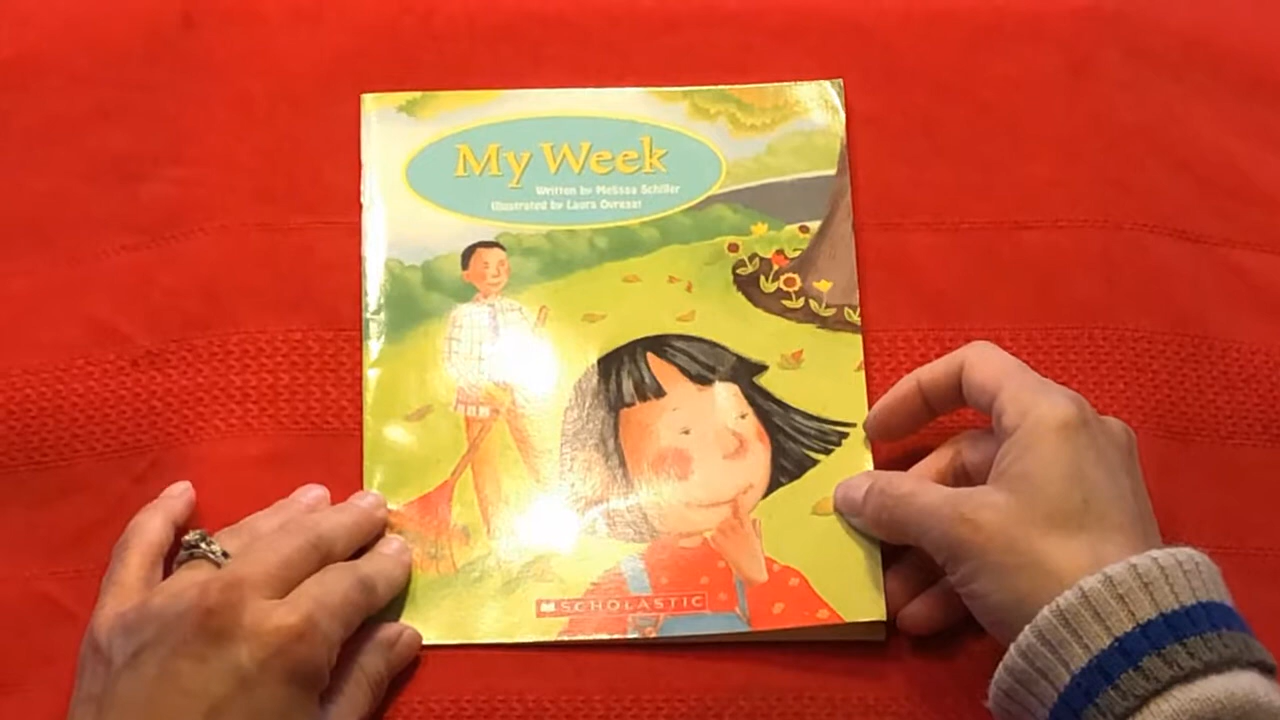 My Week
Written by Melissa Schiller
Illustrated by Laura Ovresat
SCHOLASTIC